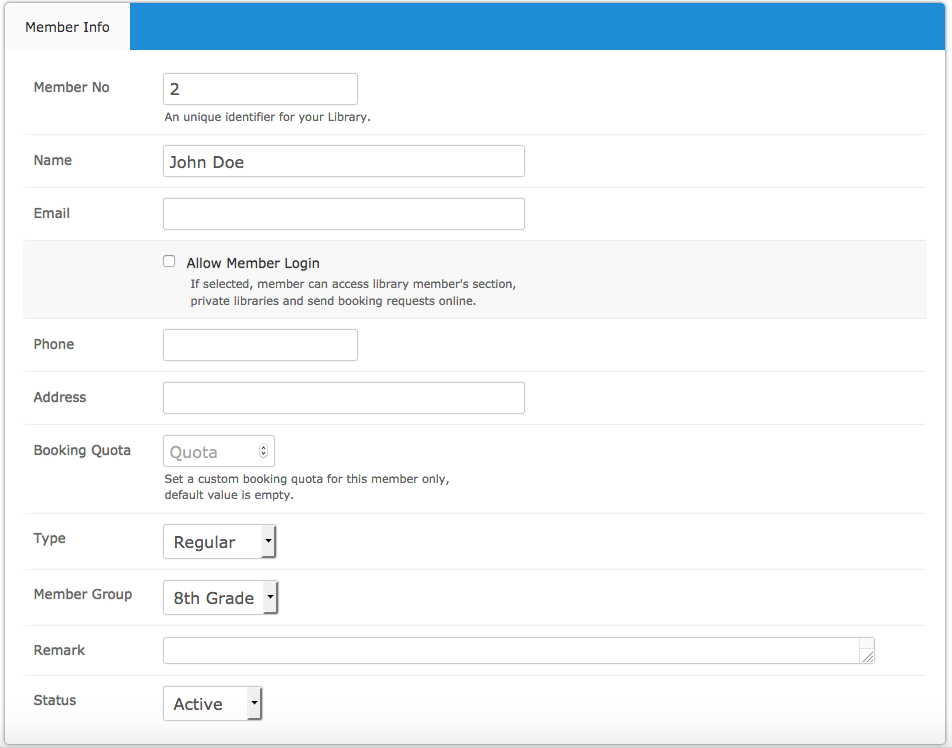 Member Info
Member No
2
An unique identifier for your Library.
Name
John Doe
Email
Allow Member Login
If selected, member can access library member's section,
private libraries and send booking requests online.
Phone
Address
Booking Quota
Quota
Set a custom booking quota for this member only,
default value is empty.
Type
Regular
Member Group
8th Grade
Remark
Status
Active